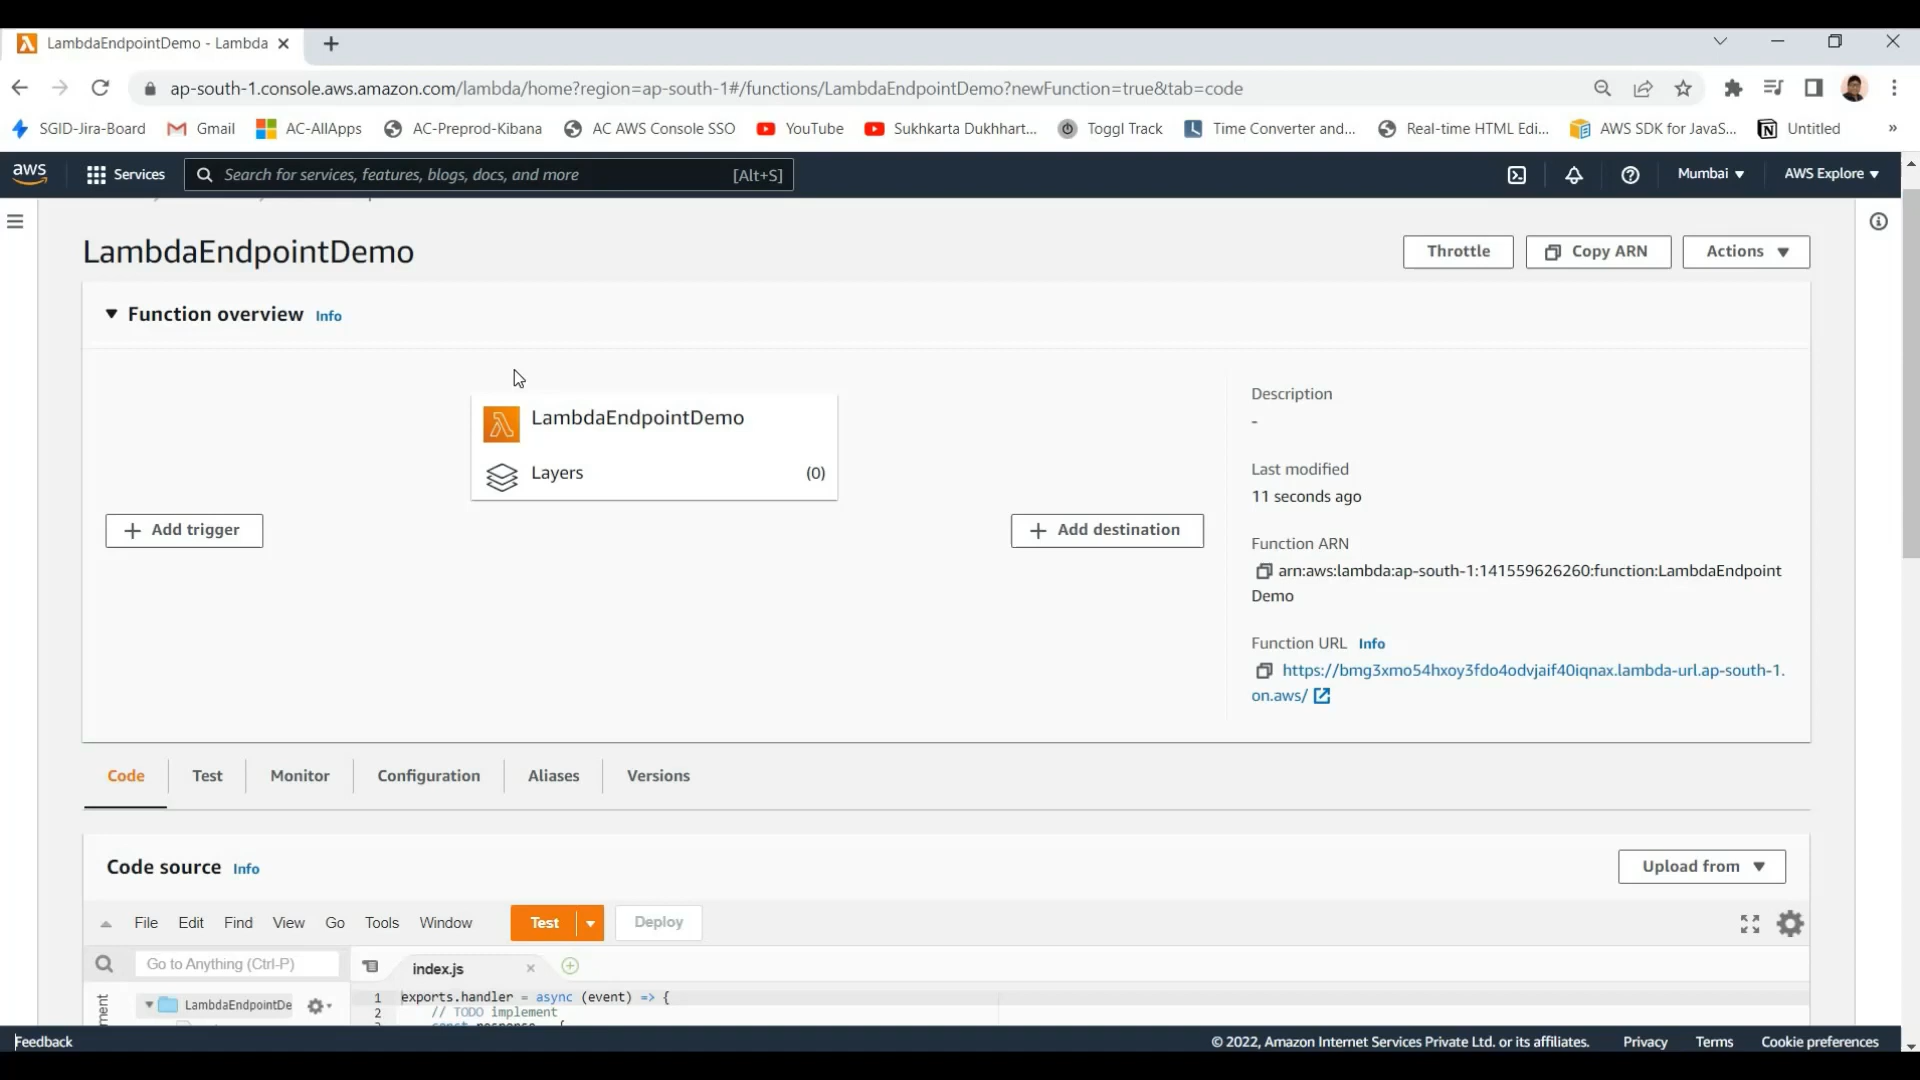 LambdaEndpointDemo - Lambda
ap-south-1.console.aws.amazon.com/lambda/home?region=ap-south-1#/functions/LambdaEndpointDemo?newFunction=true&tab=code
SGID-Jira-Board Gmail AC-AllApps AC-Preprod-Kibana AC AWS Console SSO YouTube Sukhkarta Dukhhart... Toggl Track Time Converter and... Real-time HTML Edi... AWS SDK for JavaS... Untitled »
aws Services Search for services, features, blogs, docs, and more [Alt+S] Mumbai AWS Explore
LambdaEndpointDemo
Throttle Copy ARN Actions
Function overview Info
LambdaEndpointDemo
Layers (0)
Add trigger
Add destination
Description
-
Last modified
11 seconds ago
Function ARN
arn:aws:lambda:ap-south-1:141559626260:function:LambdaEndpoint
Demo
Function URL Info
https://bmg3xmo54hxoy3fdo4odvjaif40iqnax.lambda-url.ap-south-1.
on.aws/
Code Test Monitor Configuration Aliases Versions
Code source Info
Upload from
File Edit Find View Go Tools Window Test Deploy
Go to Anything (Ctrl-P)
index.js
LambdaEndpointDe
1 exports.handler = async (event) => {
2 // TODO implement
Feedback
© 2022, Amazon Internet Services Private Ltd. or its affiliates. Privacy Terms Cookie preferences